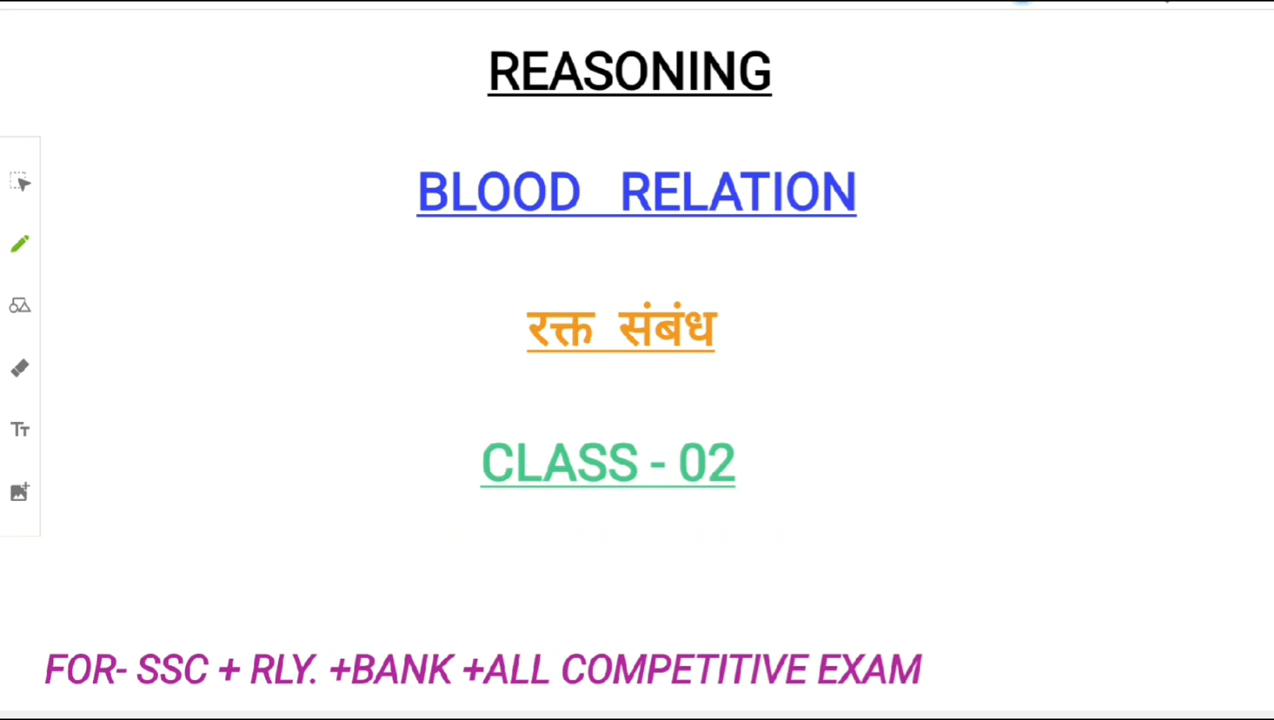 REASONING
BLOOD RELATION
रक्त संबंध
CLASS - 02
FOR- SSC + RLY. +BANK +ALL COMPETITIVE EXAM